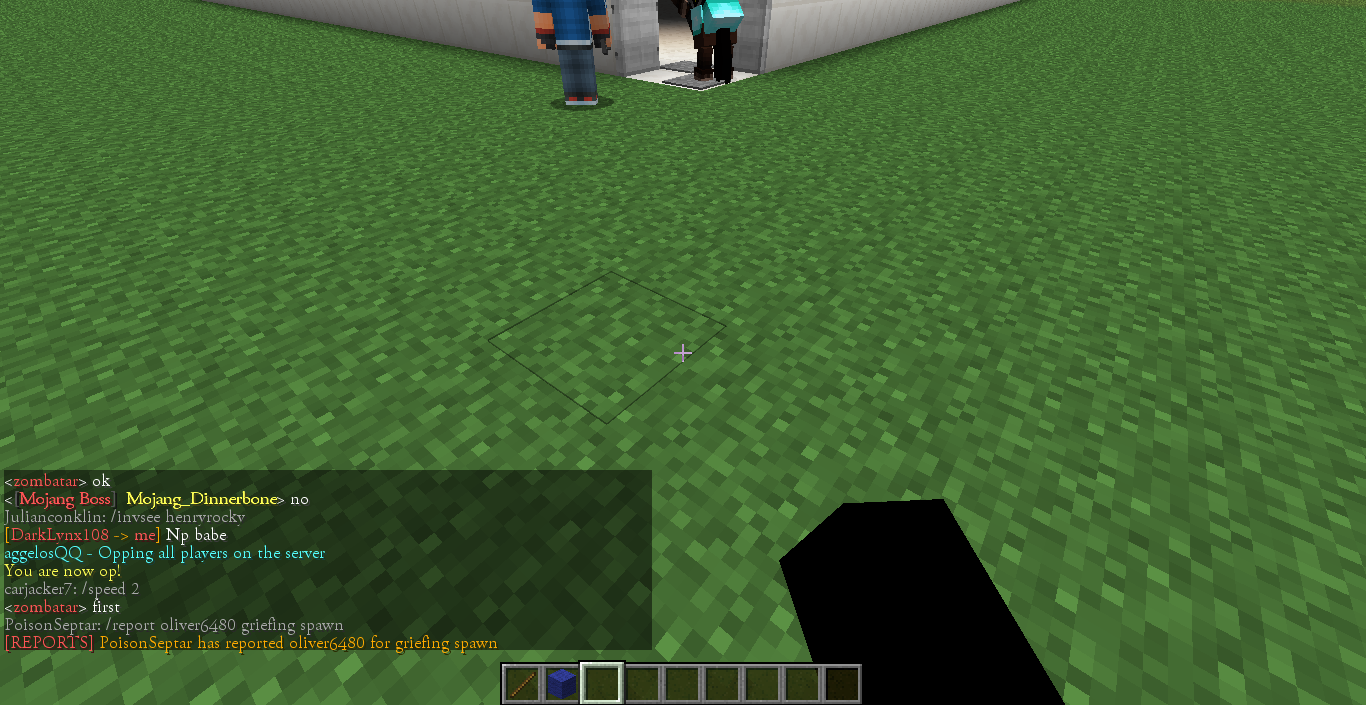 <zombatar> ok
<[Mojang Boss] Mojang_Dinnerbone> no
Julianconklin: /invsee henryrocky
[DarkLynx108 -> me] Np babe
aggelosQQ - Opping all players on the server
You are now op!
carjacker7: /speed 2
<zombatar> first
PoisonSeptar: /report oliver6480 griefing spawn
[REPORTS] PoisonSeptar has reported oliver6480 for griefing spawn